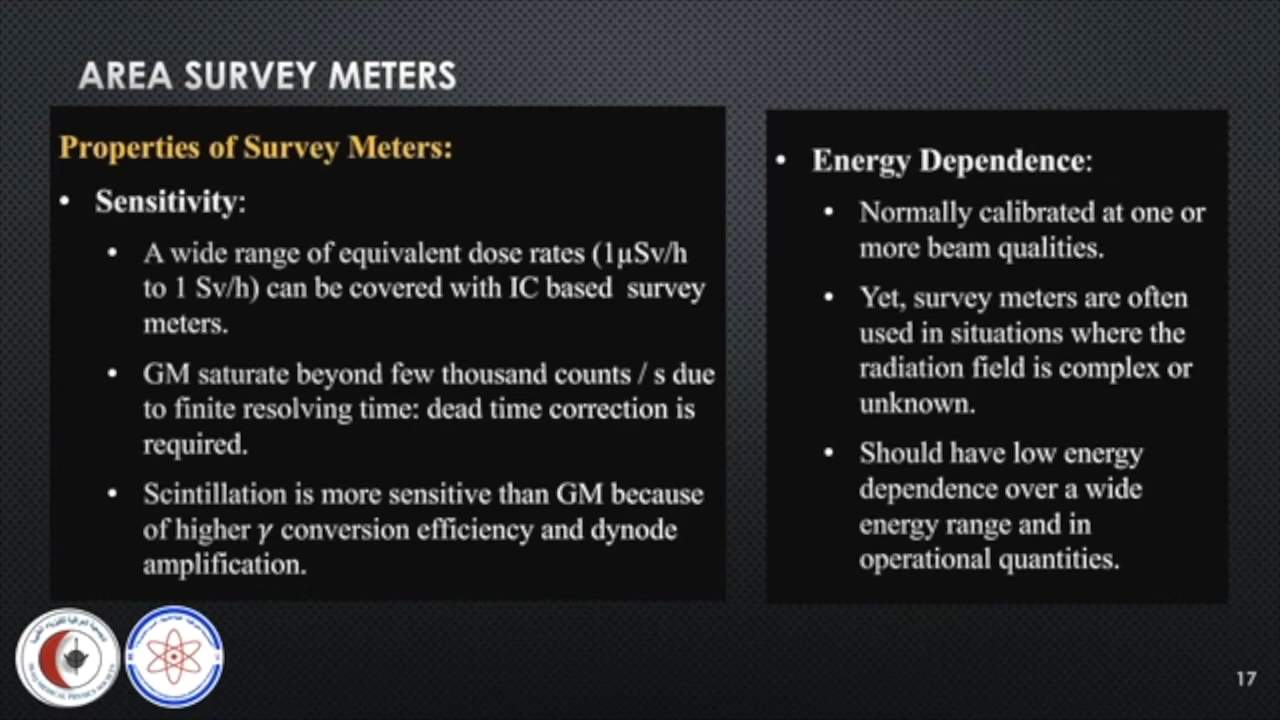 AREA SURVEY METERS
Properties of Survey Meters:
• Sensitivity:
• A wide range of equivalent dose rates (1µSv/h
to 1 Sv/h) can be covered with IC based survey
meters.
• GM saturate beyond few thousand counts / s due
to finite resolving time: dead time correction is
required.
• Scintillation is more sensitive than GM because
of higher γ conversion efficiency and dynode
amplification.
• Energy Dependence:
• Normally calibrated at one or
more beam qualities.
• Yet, survey meters are often
used in situations where the
radiation field is complex or
unknown.
• Should have low energy
dependence over a wide
energy range and in
operational quantities.
17